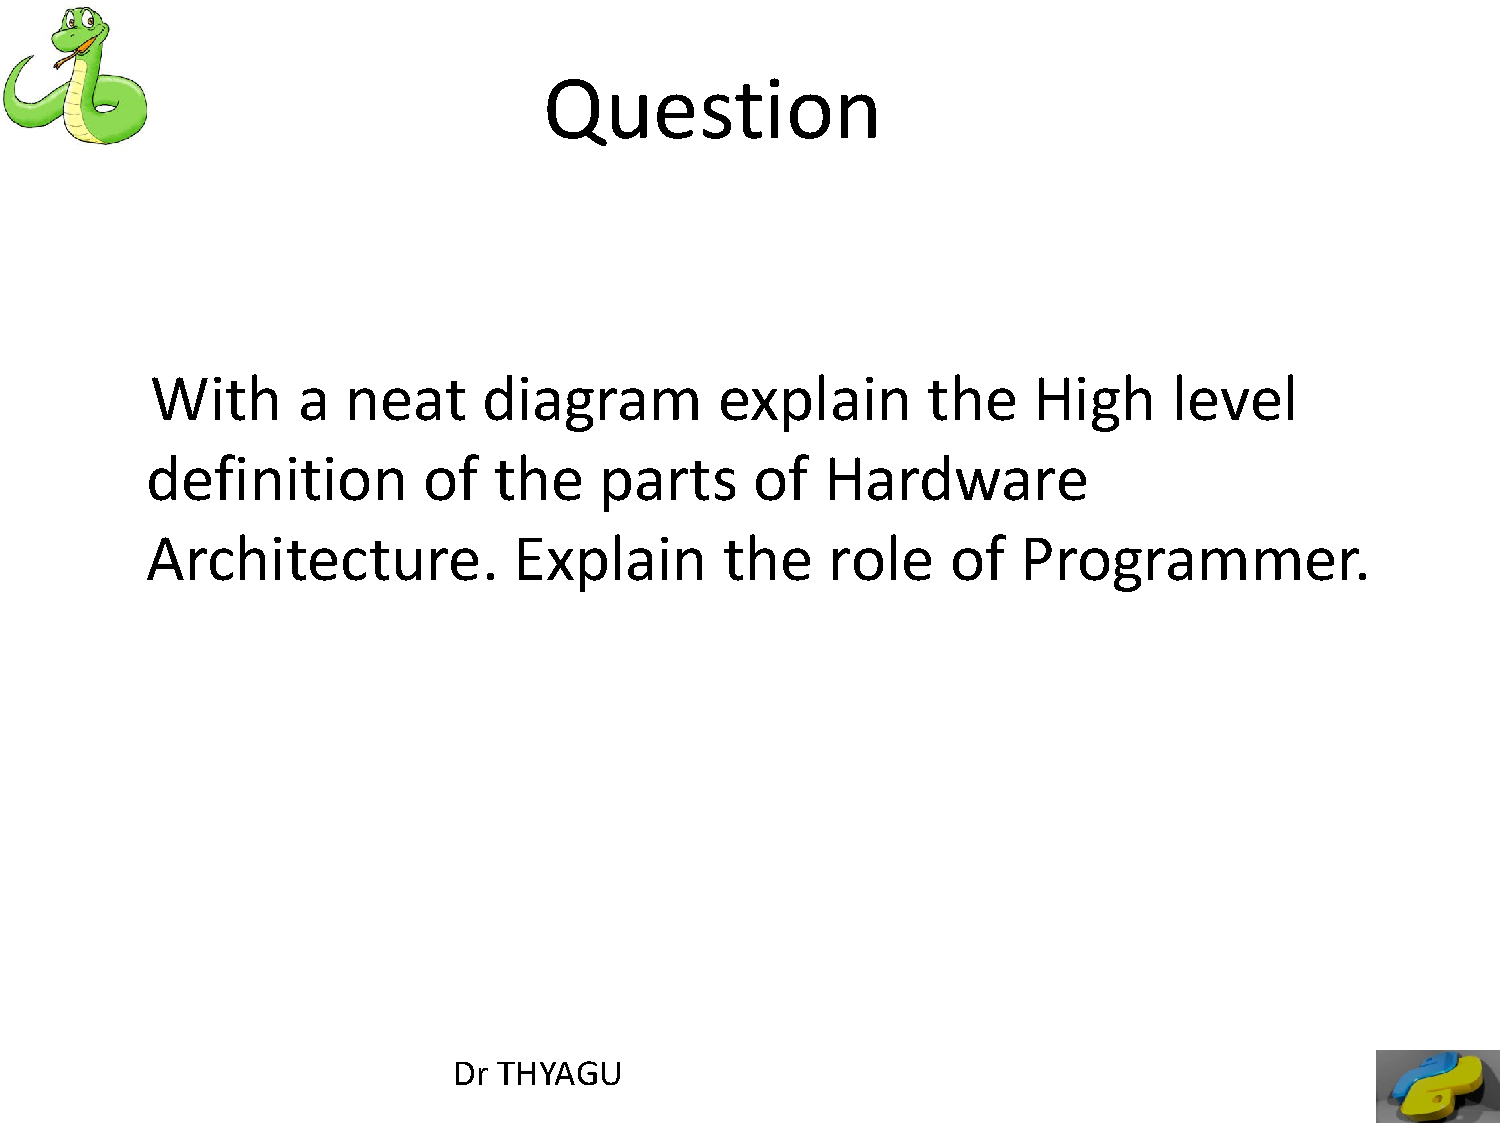 Question
With a neat diagram explain the High level
definition of the parts of Hardware
Architecture. Explain the role of Programmer.
Dr THYAGU